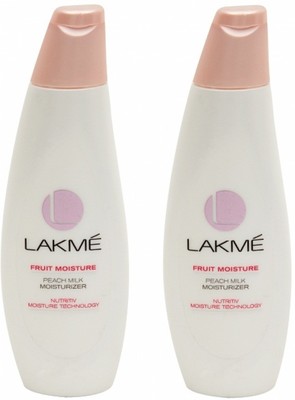 L
LAKMÉ
FRUIT MOISTURE
PEACH MILK
MOISTURIZER
NUTRITIV
MOISTURE TECHNOLOGY
L
LAKMÉ
FRUIT MOISTURE
PEACH MILK
MOISTURIZER
NUTRITIV
MOISTURE TECHNOLOGY